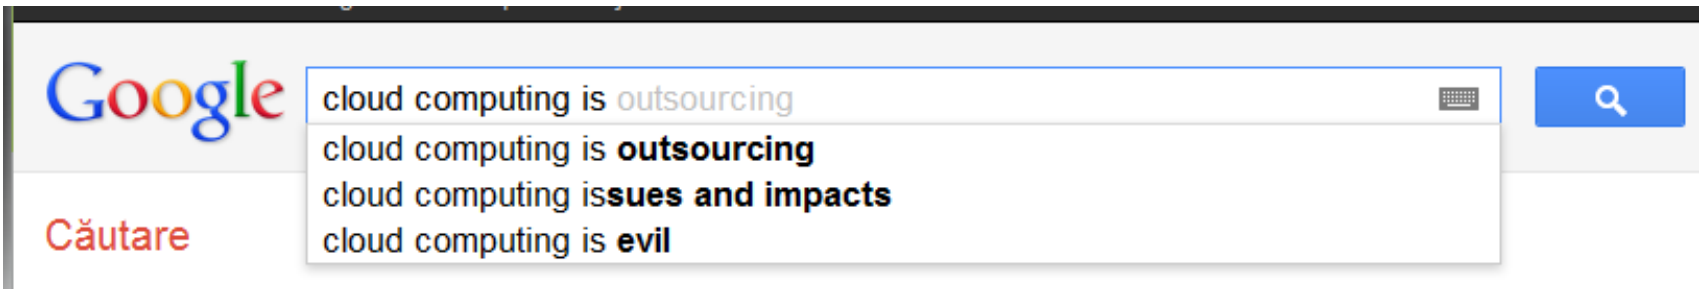 Google
cloud computing is outsourcing
cloud computing is outsourcing
cloud computing issues and impacts
cloud computing is evil
Căutare